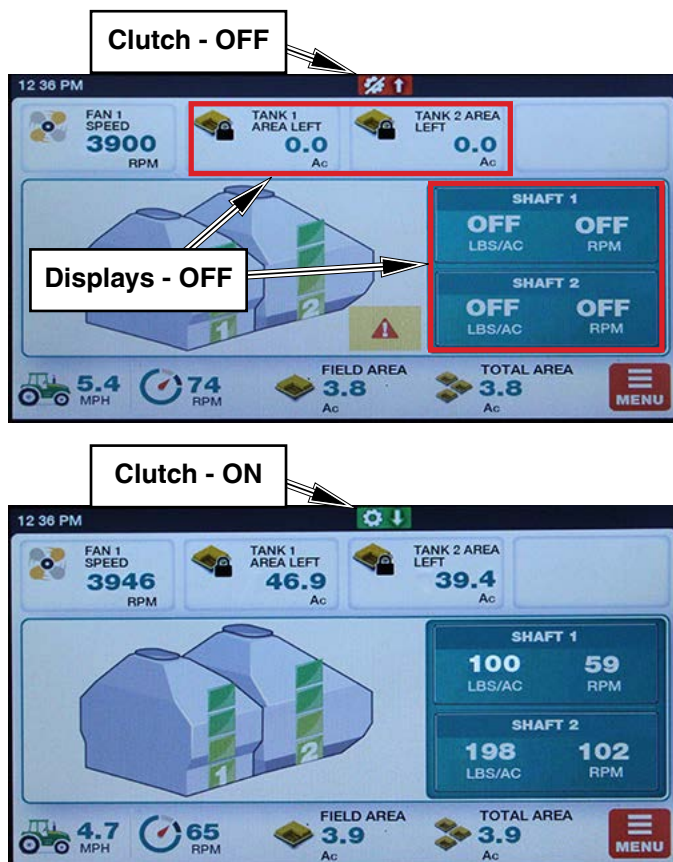 Clutch - OFF
12 36 PM
FAN 1
SPEED
3900
RPM
TANK 1
AREA LEFT
0.0
Ac
TANK 2 AREA
LEFT
0.0
Ac
SHAFT 1
OFF OFF
LBS/AC RPM
Displays - OFF
1 2
SHAFT 2
OFF OFF
LBS/AC RPM
5.4
MPH
74
RPM
FIELD AREA
3.8
Ac
TOTAL AREA
3.8
Ac
MENU
Clutch - ON
12 36 PM
FAN 1
SPEED
3946
RPM
TANK 1
AREA LEFT
46.9
Ac
TANK 2 AREA
LEFT
39.4
Ac
SHAFT 1
100 59
LBS/AC RPM
1 2
SHAFT 2
198 102
LBS/AC RPM
4.7
MPH
65
RPM
FIELD AREA
3.9
Ac
TOTAL AREA
3.9
Ac
MENU